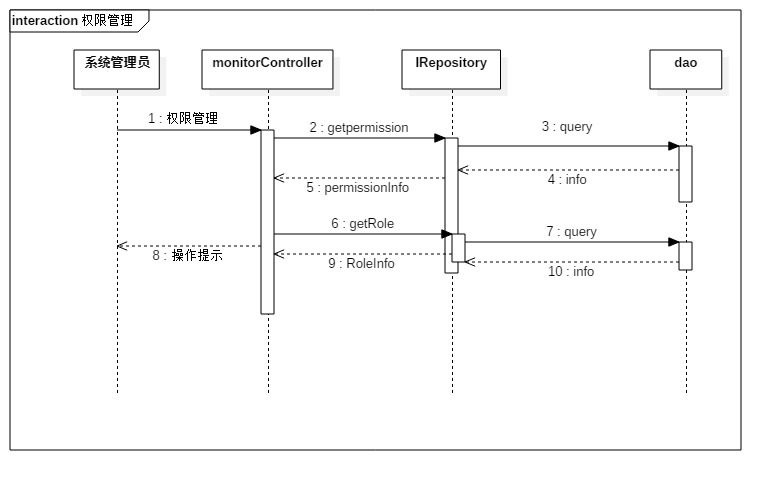 interaction 权限管理
系统管理员
monitorController
IRepository
dao
1 : 权限管理
2 : getpermission
3 : query
4 : info
5 : permissionInfo
6 : getRole
7 : query
8 : 操作提示
9 : RoleInfo
10 : info